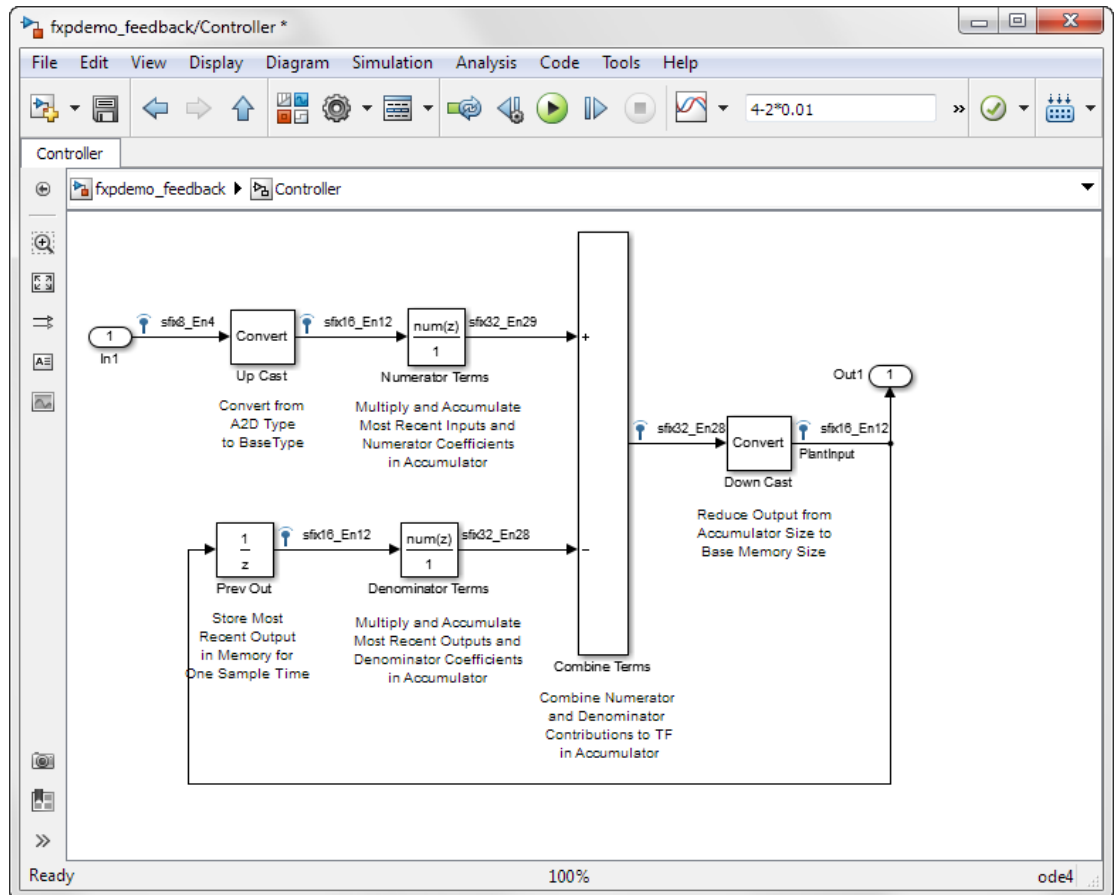 fxpdemo_feedback/Controller *
File Edit View Display Diagram Simulation Analysis Code Tools Help
4-2*0.01 »
Controller
fxpdemo_feedback Controller
1
In1
sfix8_En4
Convert
Up Cast
Convert from
A2D Type
to BaseType
sfix16_En12
num(z)
1
Numerator Terms
Multiply and Accumulate
Most Recent Inputs and
Numerator Coefficients
in Accumulator
sfix32_En29
+
−
Combine Terms
Combine Numerator
and Denominator
Contributions to TF
in Accumulator
sfix32_En28
Convert
Down Cast
Reduce Output from
Accumulator Size to
Base Memory Size
sfix16_En12
PlantInput
Out1
1
1
z
Prev Out
Store Most
Recent Output
in Memory for
One Sample Time
sfix16_En12
num(z)
1
Denominator Terms
Multiply and Accumulate
Most Recent Outputs and
Denominator Coefficients
in Accumulator
sfix32_En28
»
Ready 100% ode4